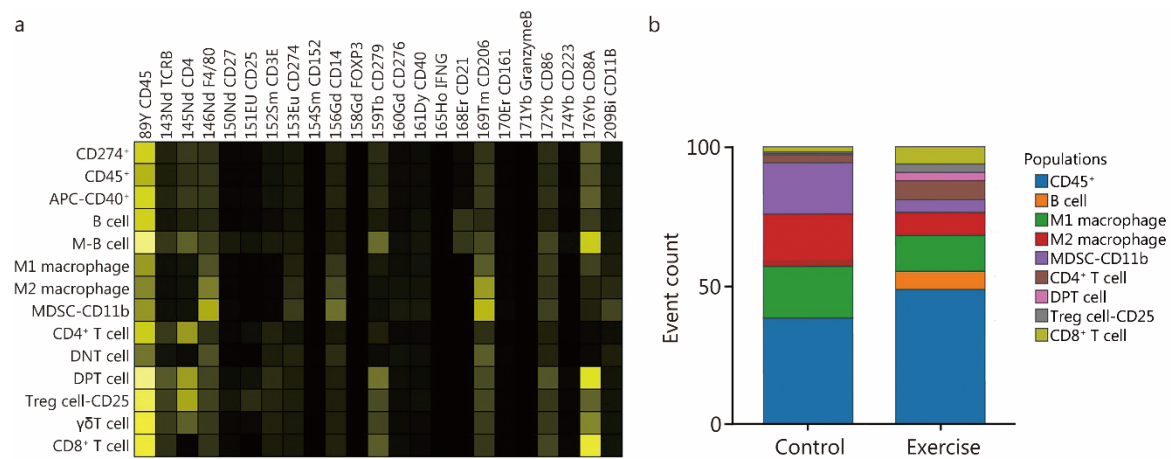 a
89Y CD45
143Nd TCRB
145Nd CD4
146Nd F4/80
150Nd CD27
151EU CD25
152Sm CD3E
153Eu CD274
154Sm CD152
156Gd CD14
158Gd FOXP3
159Tb CD279
160Gd CD276
161Dy CD40
165Ho IFNG
168Er CD21
169Tm CD206
170Er CD161
171Yb GranzymeB
172Yb CD86
174Yb CD223
176Yb CD8A
209Bi CD11B
CD274⁺
CD45⁺
APC-CD40⁺
B cell
M-B cell
M1 macrophage
M2 macrophage
MDSC-CD11b
CD4⁺ T cell
DNT cell
DPT cell
Treg cell-CD25
γδT cell
CD8⁺ T cell
b
Event count
100
50
0
Control
Exercise
Populations
CD45⁺
B cell
M1 macrophage
M2 macrophage
MDSC-CD11b
CD4⁺ T cell
DPT cell
Treg cell-CD25
CD8⁺ T cell